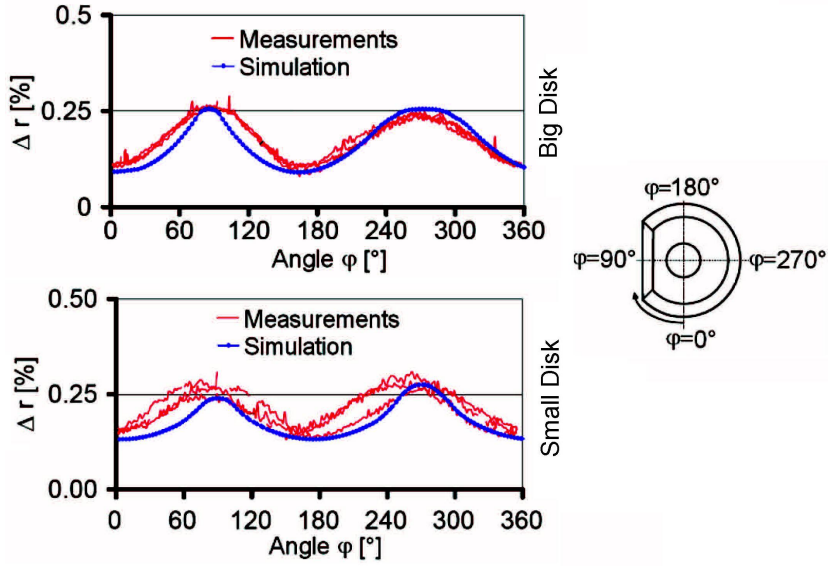 0.5
Measurements
Simulation
0.25
0
Δ r [%]
0 60 120 180 240 300 360
Angle φ [°]
Big Disk
0.50
Measurements
Simulation
0.25
0.00
Δ r [%]
0 60 120 180 240 300 360
Angle φ [°]
Small Disk
φ=180°
φ=90°
φ=270°
φ=0°